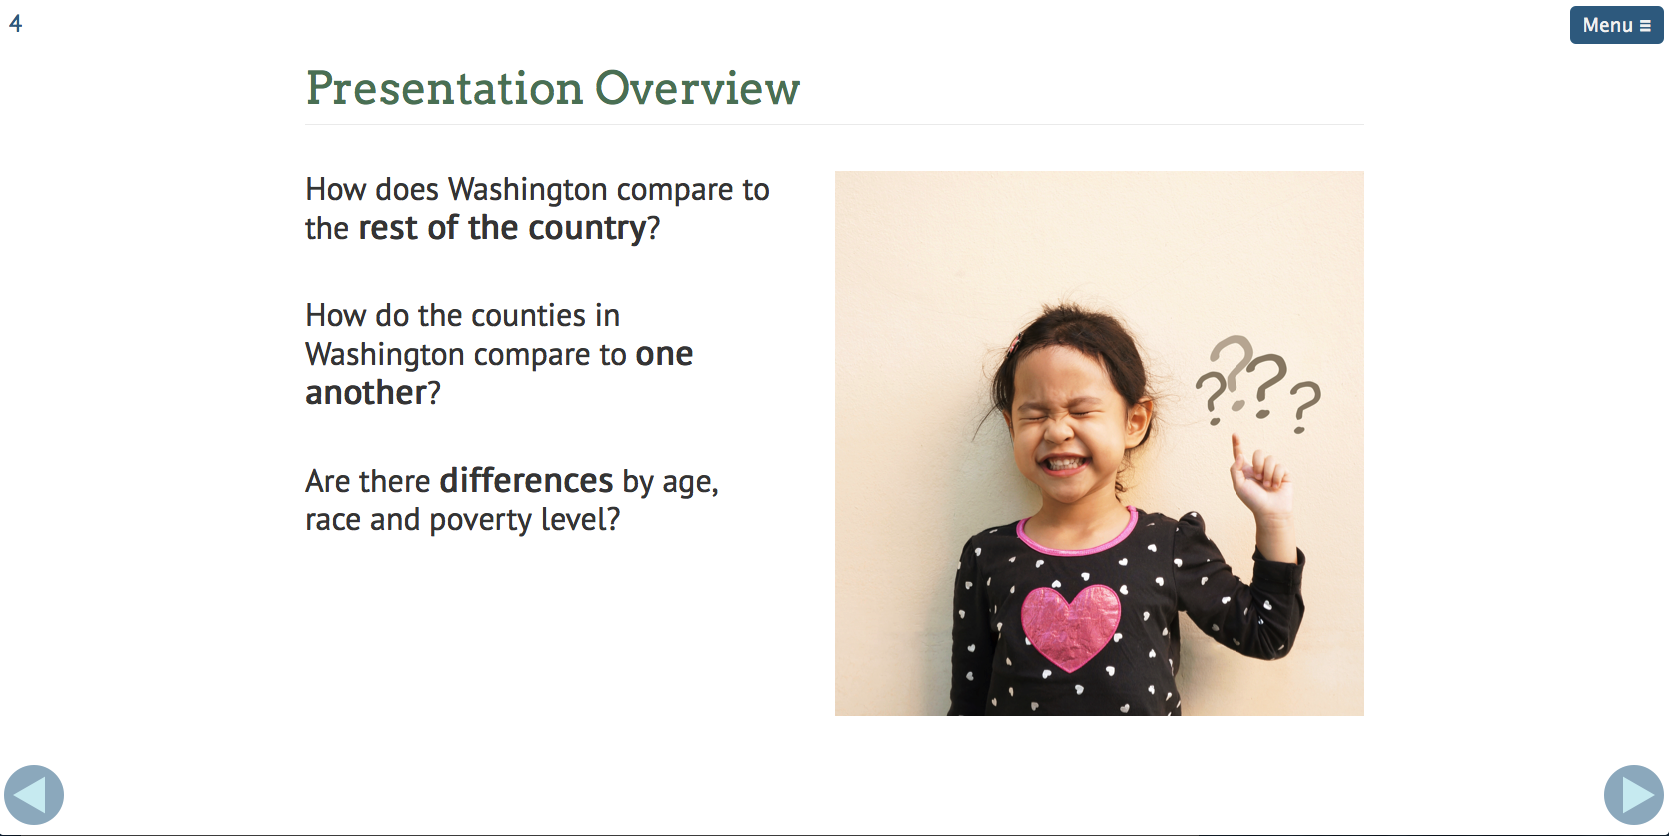 4
Menu ≡
Presentation Overview
How does Washington compare to
the rest of the country?
How do the counties in
Washington compare to one
another?
Are there differences by age,
race and poverty level?
????